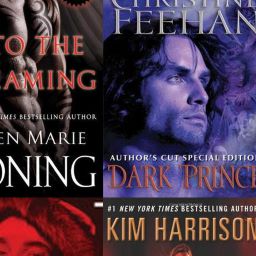 TO THE
AMING
TIMES BESTSELLING AUTHOR
EN MARIE
ONING
CHRISTINE
FEEHAN
AUTHOR'S CUT SPECIAL EDITION
DARK PRINCE
#1 NEW YORK TIMES BESTSELLING AUTHOR
KIM HARRISON